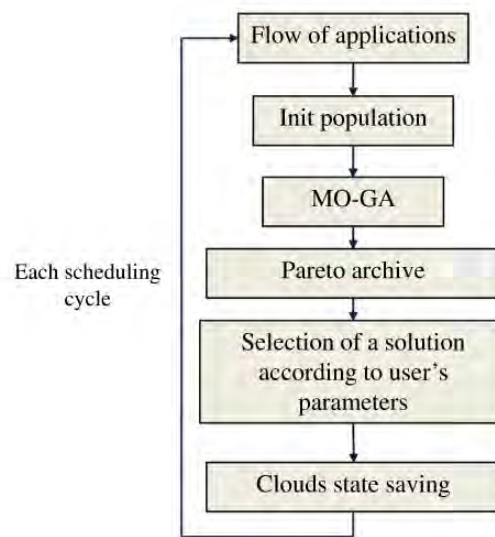 Flow of applications
Init population
MO-GA
Pareto archive
Each scheduling
cycle
Selection of a solution
according to user's
parameters
Clouds state saving